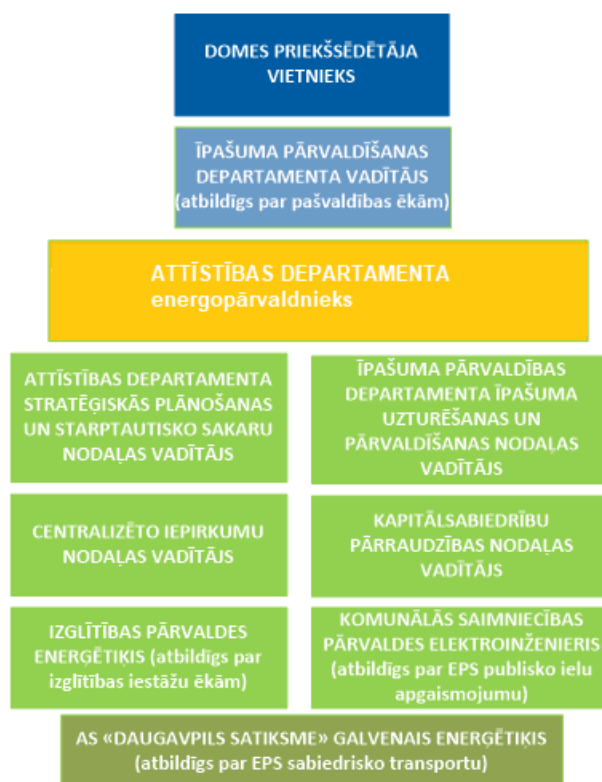 DOMES PRIEKŠSĒDĒTĀJA
VIETNIEKS
ĪPAŠUMA PĀRVALDĪŠANAS
DEPARTAMENTA VADĪTĀJS
(atbildīgs par pašvaldības ēkām)
ATTĪSTĪBAS DEPARTAMENTA
energopārvaldnieks
ATTĪSTĪBAS DEPARTAMENTA
STRATĒĢISKĀS PLĀNOŠANAS
UN STARPTAUTISKO SAKARU
NODAĻAS VADĪTĀJS
ĪPAŠUMA PĀRVALDĪBAS
DEPARTAMENTA ĪPAŠUMA
UZTURĒŠANAS UN
PĀRVALDĪŠANAS NODAĻAS
VADĪTĀJS
CENTRALIZĒTO IEPIRKUMU
NODAĻAS VADĪTĀJS
KAPITĀLSABIEDRĪBU
PĀRRAUDZĪBAS NODAĻAS
VADĪTĀJS
IZGLĪTĪBAS PĀRVALDES
ENERĢĒTIĶIS (atbildīgs par
izglītības iestāžu ēkām)
KOMUNĀLĀS SAIMNIECĪBAS
PĀRVALDES ELEKTROINŽENIERIS
(atbildīgs par EPS publisko ielu
apgaismojumu)
AS «DAUGAVPILS SATIKSME» GALVENAIS ENERĢĒTIĶIS
(atbildīgs par EPS sabiedrisko transportu)